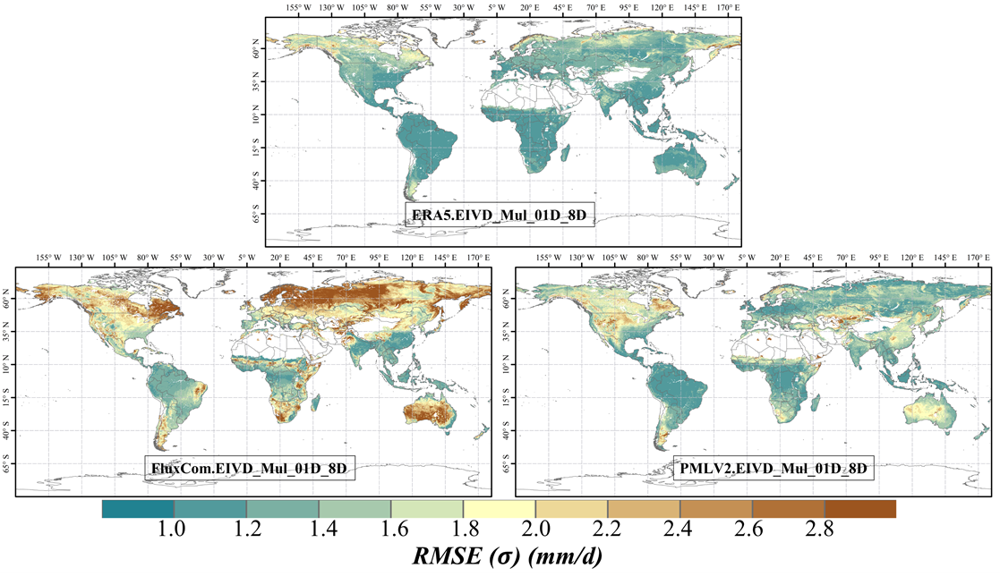 155° W 130° W 105° W 80° W 55° W 30° W 5° W 20° E 45° E 70° E 95° E 120° E 145° E 170° E
60° N
35° N
10° N
15° S
40° S
65° S
ERA5.EIVD_Mul_01D_8D
155° W 130° W 105° W 80° W 55° W 30° W 5° W 20° E 45° E 70° E 95° E 120° E 145° E 170° E
60° N
35° N
10° N
15° S
40° S
65° S
FluxCom.EIVD_Mul_01D_8D
155° W 130° W 105° W 80° W 55° W 30° W 5° W 20° E 45° E 70° E 95° E 120° E 145° E 170° E
60° N
35° N
10° N
15° S
40° S
65° S
PMLV2.EIVD_Mul_01D_8D
1.0 1.2 1.4 1.6 1.8 2.0 2.2 2.4 2.6 2.8
RMSE (σ) (mm/d)